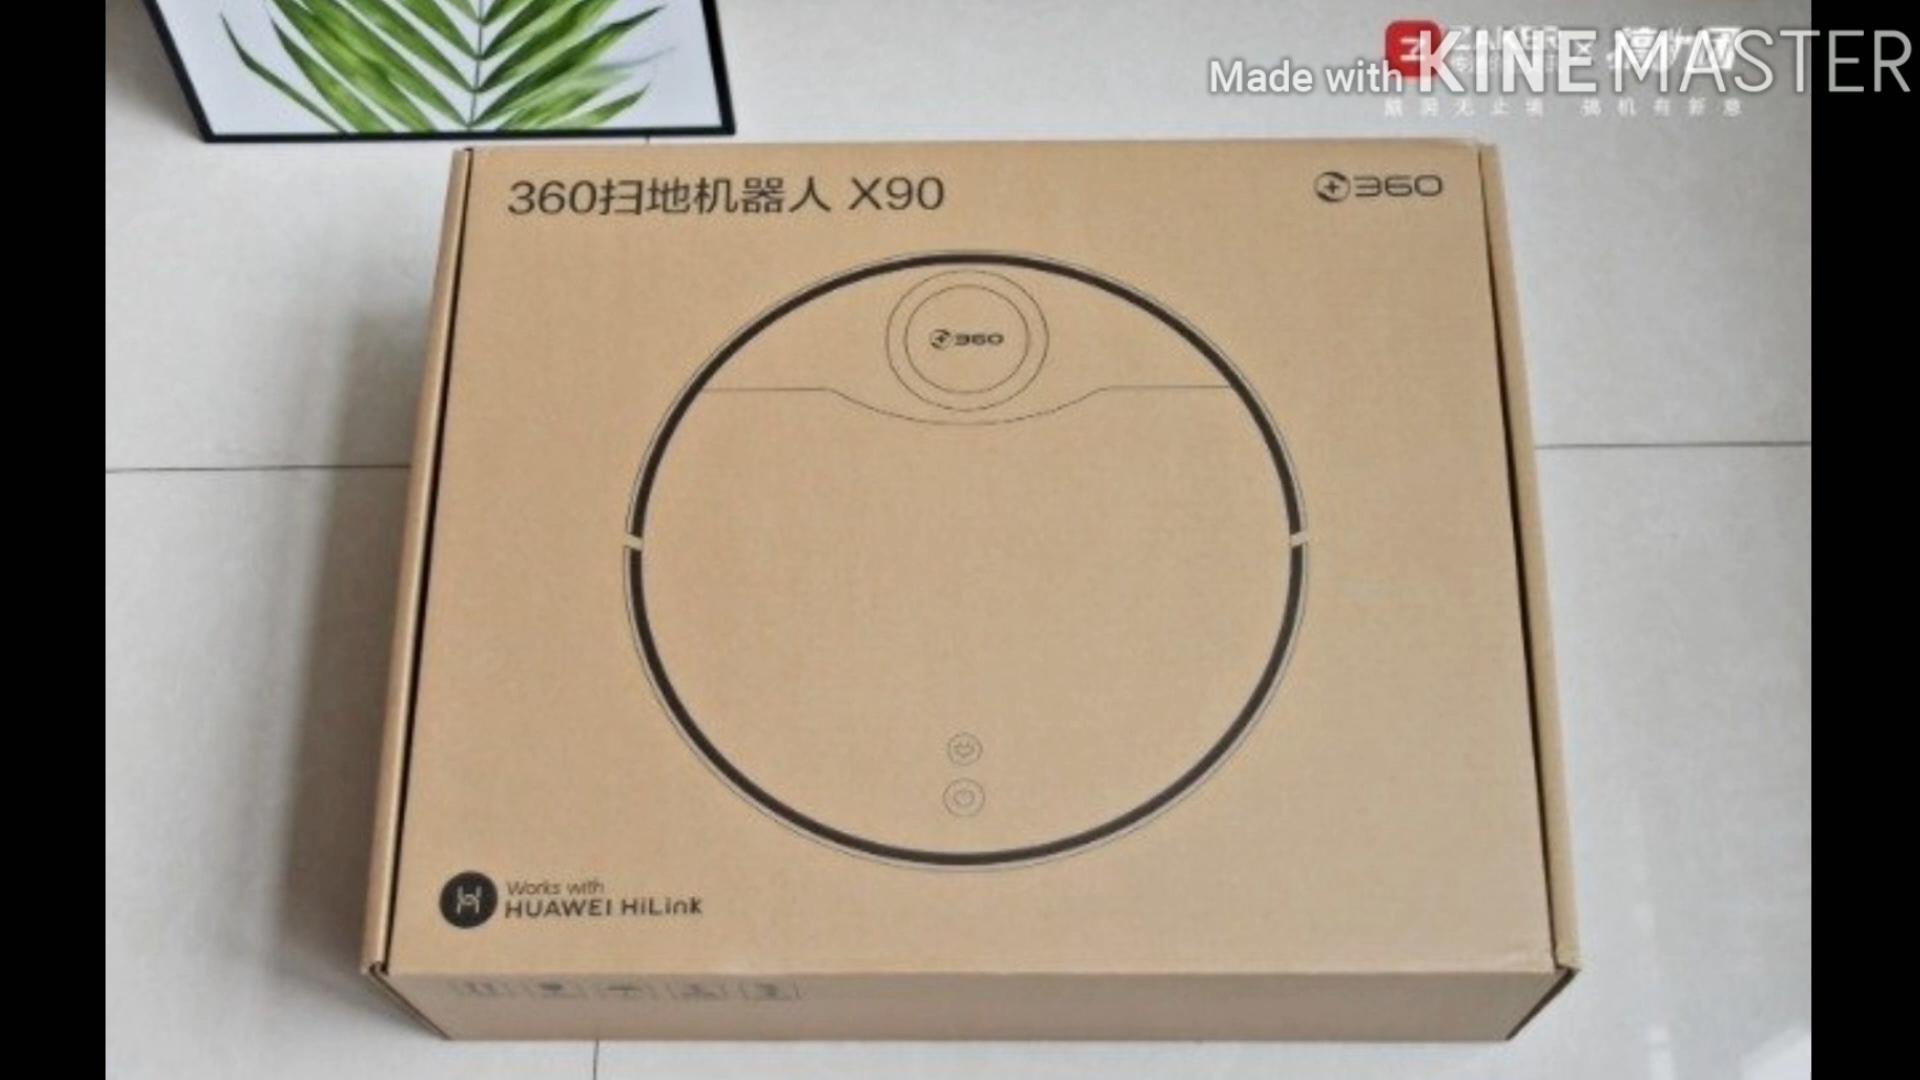 Made with KINEMASTER
360扫地机器人 X90
360
360
Works with
HUAWEI HiLink